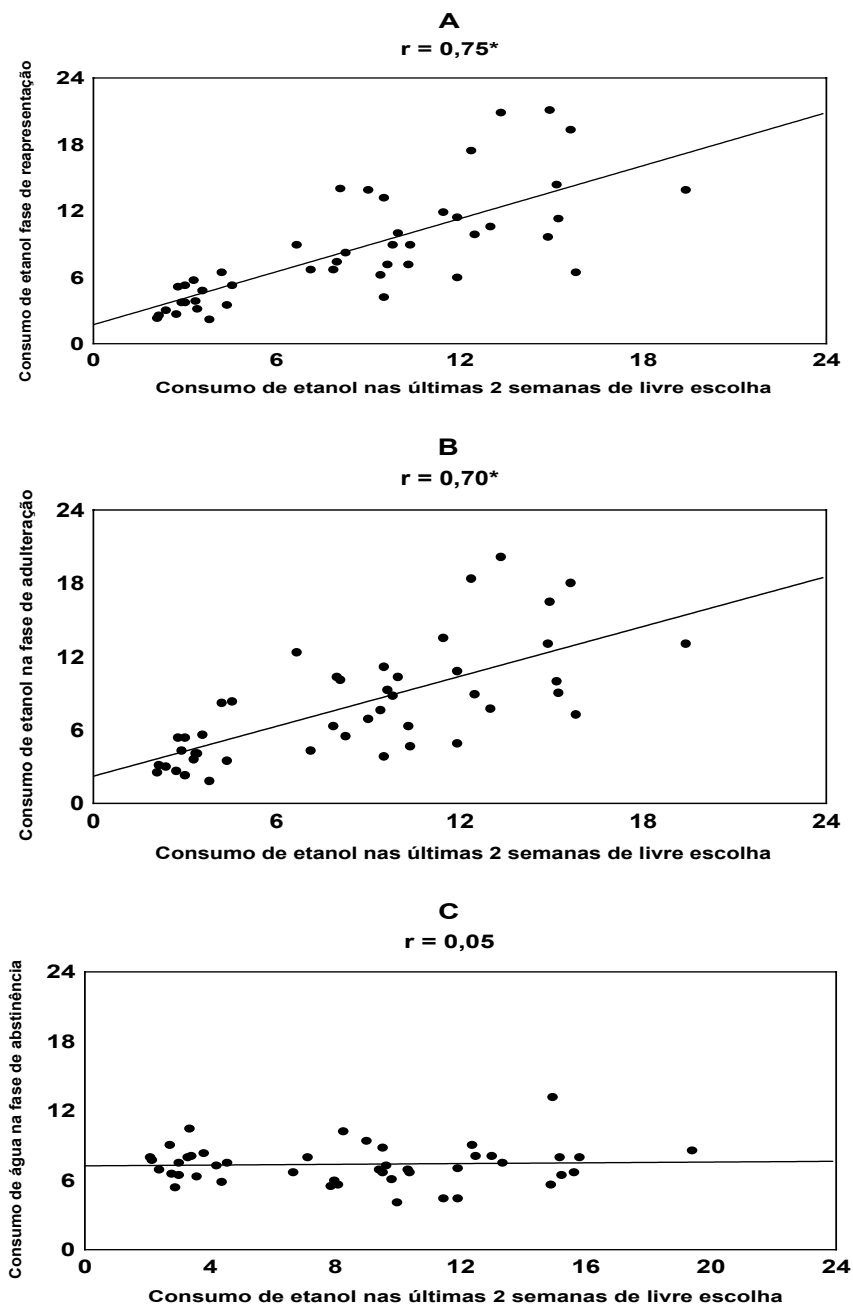 A
r = 0,75*
Consumo de etanol fase de reapresentação
24
18
12
6
0
0 6 12 18 24
Consumo de etanol nas últimas 2 semanas de livre escolha
B
r = 0,70*
Consumo de etanol na fase de adulteração
24
18
12
6
0
0 6 12 18 24
Consumo de etanol nas últimas 2 semanas de livre escolha
C
r = 0,05
Consumo de água na fase de abstinência
24
18
12
6
0
0 4 8 12 16 20 24
Consumo de etanol nas últimas 2 semanas de livre escolha